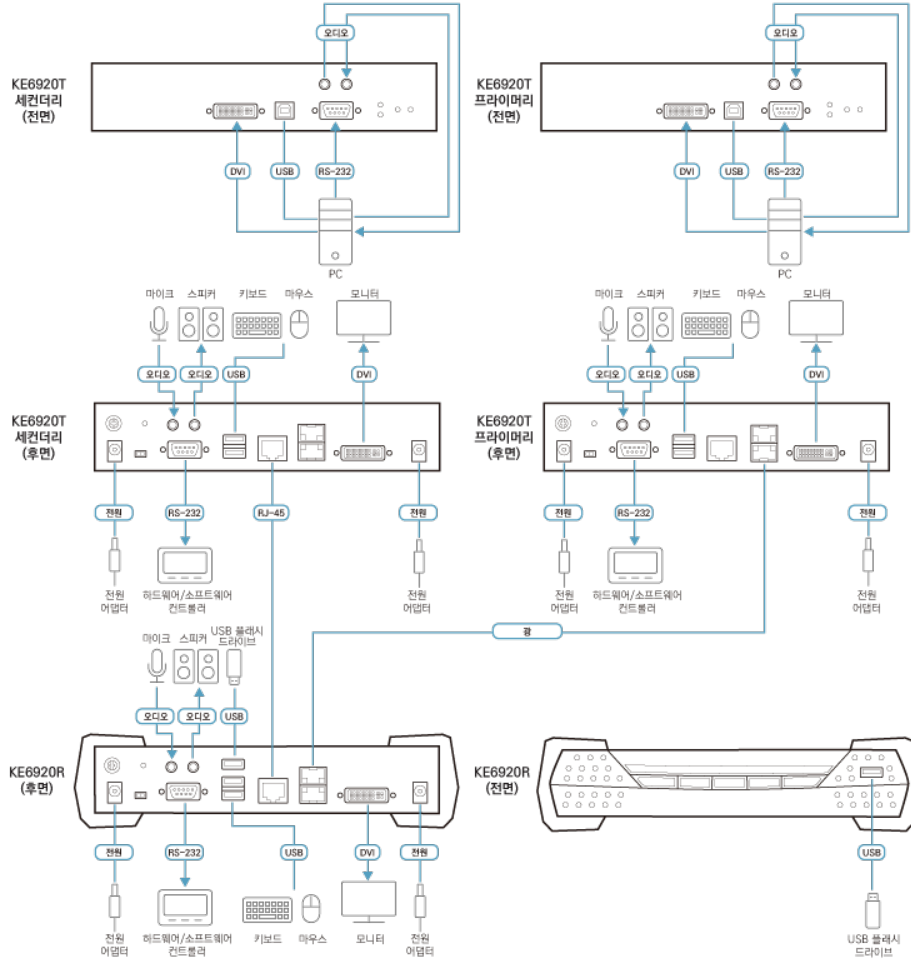 오디오
오디오
KE6920T
세컨더리
(전면)
KE6920T
프라이머리
(전면)
DVI
USB
RS-232
DVI
USB
RS-232
PC
PC
마이크 스피커 키보드 마우스 모니터
마이크 스피커 키보드 마우스 모니터
오디오
오디오
USB
DVI
오디오
오디오
USB
DVI
KE6920T
세컨더리
(후면)
KE6920T
프라이머리
(후면)
전원
RS-232
RJ-45
전원
전원
RS-232
전원
전원
어댑터
하드웨어/소프트웨어
컨트롤러
전원
어댑터
전원
어댑터
하드웨어/소프트웨어
컨트롤러
전원
어댑터
광
마이크 스피커 USB 플래시
드라이브
오디오
오디오
USB
KE6920R
(후면)
KE6920R
(전면)
전원
RS-232
USB
DVI
전원
USB
전원
어댑터
하드웨어/소프트웨어
컨트롤러
키보드 마우스 모니터
전원
어댑터
USB 플래시
드라이브